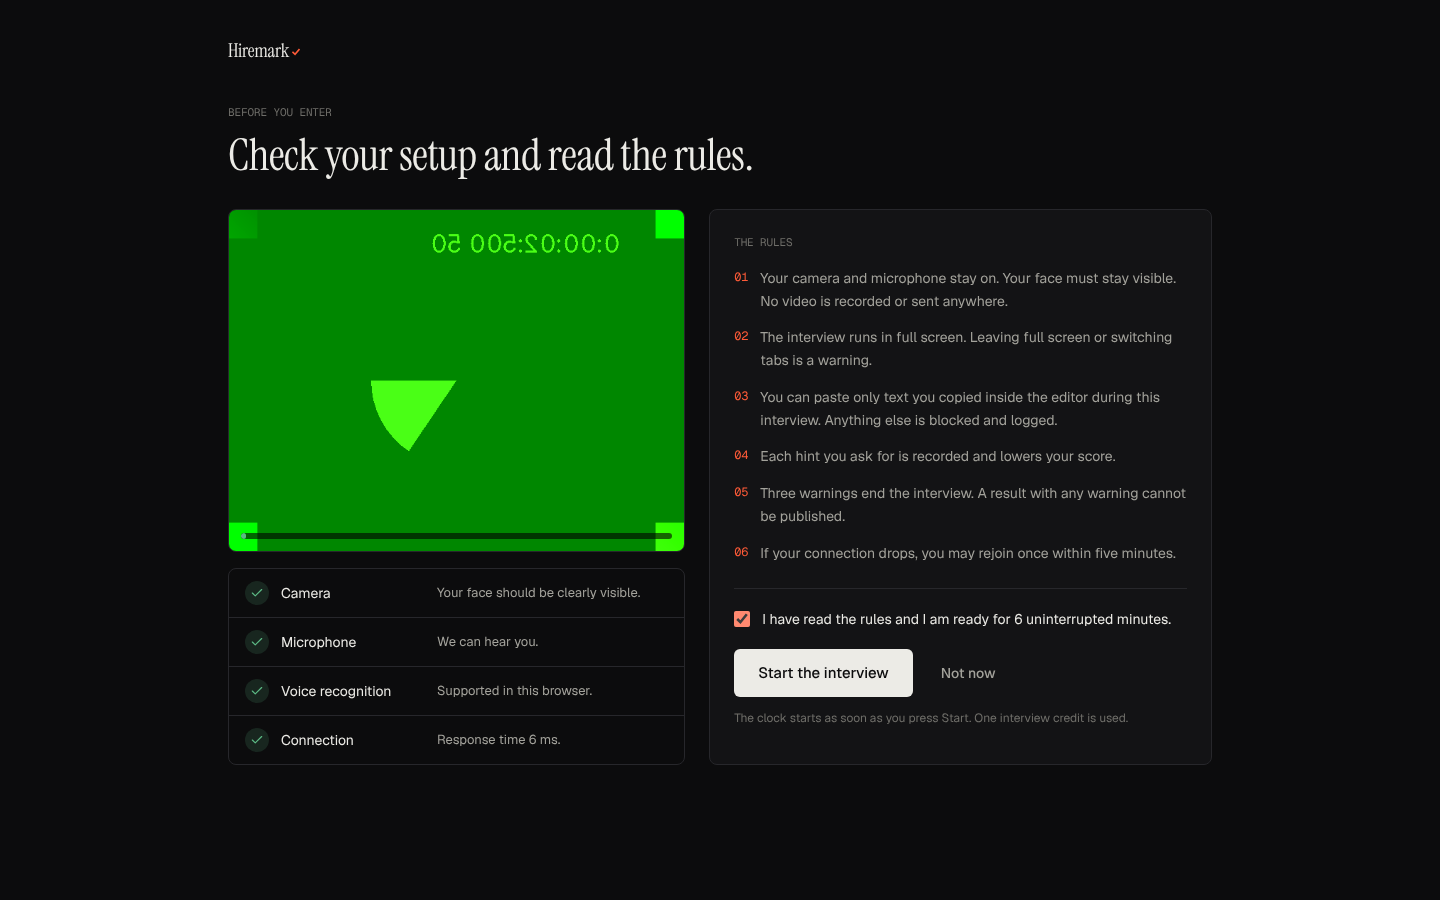 Hiremark
BEFORE YOU ENTER
Check your setup and read the rules.
0:00:02:500 50
Camera
Your face should be clearly visible.
Microphone
We can hear you.
Voice recognition
Supported in this browser.
Connection
Response time 6 ms.
THE RULES
01 Your camera and microphone stay on. Your face must stay visible.
No video is recorded or sent anywhere.
02 The interview runs in full screen. Leaving full screen or switching
tabs is a warning.
03 You can paste only text you copied inside the editor during this
interview. Anything else is blocked and logged.
04 Each hint you ask for is recorded and lowers your score.
05 Three warnings end the interview. A result with any warning cannot
be published.
06 If your connection drops, you may rejoin once within five minutes.
I have read the rules and I am ready for 6 uninterrupted minutes.
Start the interview
Not now
The clock starts as soon as you press Start. One interview credit is used.